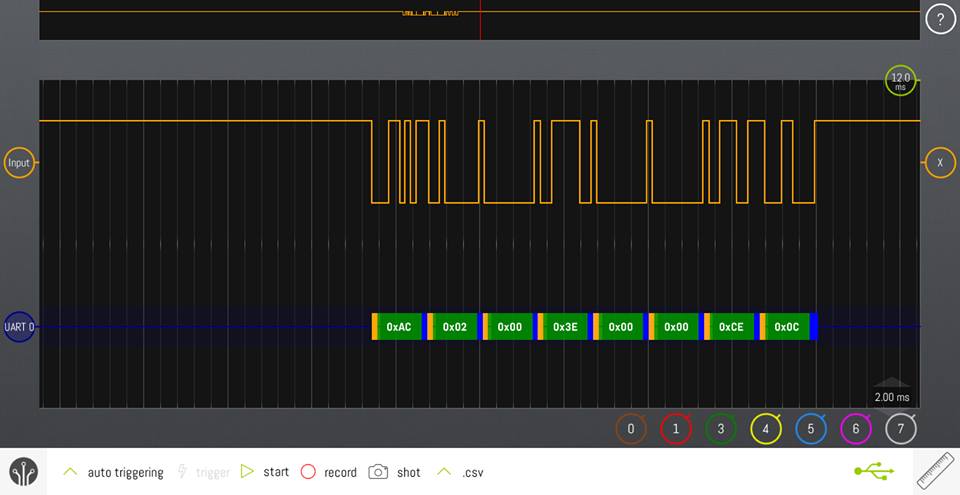 ?
12.0
ms
Input
X
UART 0
0xAC 0x02 0x00 0x3E 0x00 0x00 0xCE 0x0C
2.00 ms
0 1 3 4 5 6 7
auto triggering trigger start record shot .csv